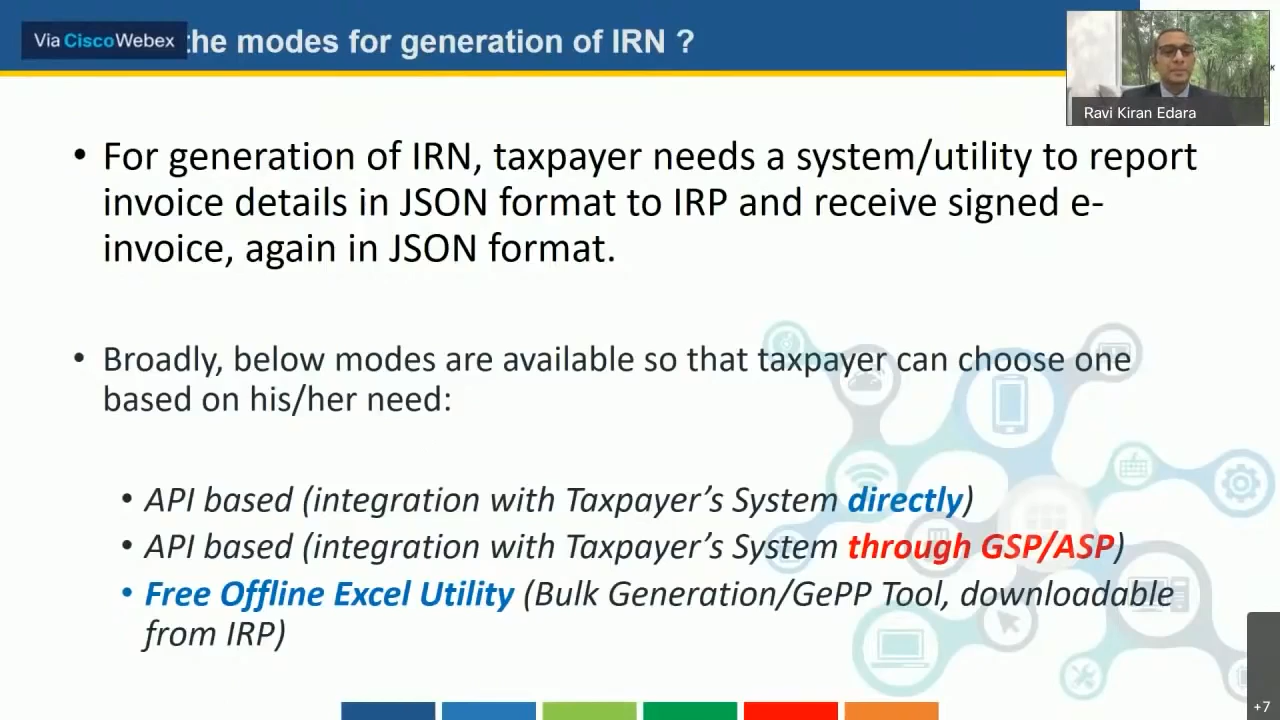 Via Cisco Webex
the modes for generation of IRN ?
Ravi Kiran Edara
• For generation of IRN, taxpayer needs a system/utility to report
invoice details in JSON format to IRP and receive signed e-
invoice, again in JSON format.
• Broadly, below modes are available so that taxpayer can choose one
based on his/her need:
• API based (integration with Taxpayer’s System directly)
• API based (integration with Taxpayer’s System through GSP/ASP)
• Free Offline Excel Utility (Bulk Generation/GePP Tool, downloadable
from IRP)
+7